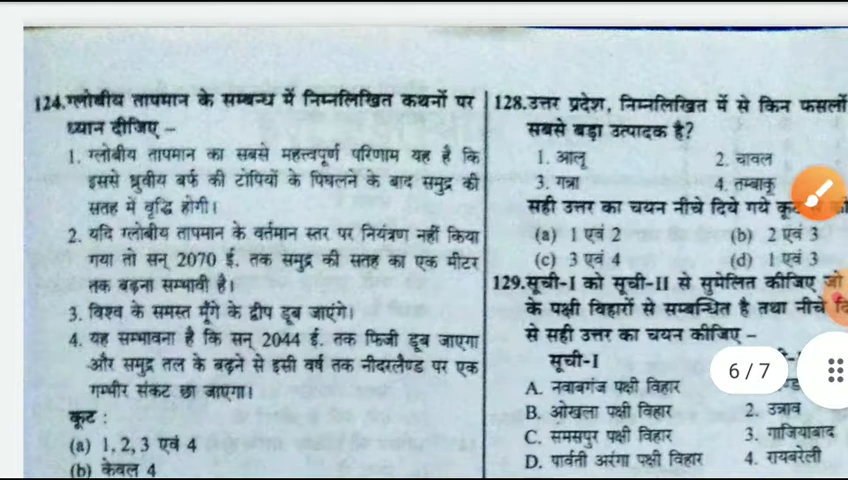 124.ग्लोबीय तापमान के सम्बन्ध में निम्नलिखित कथनों पर
ध्यान दीजिए -
1. ग्लोबीय तापमान का सबसे महत्त्वपूर्ण परिणाम यह है कि
इससे ध्रुवीय बर्फ की टोपियों के पिघलने के बाद समुद्र की
सतह में वृद्धि होगी।
2. यदि ग्लोबीय तापमान के वर्तमान स्तर पर नियंत्रण नहीं किया
गया तो सन् 2070 ई. तक समुद्र की सतह का एक मीटर
तक बढ़ना सम्भावी है।
3. विश्व के समस्त मूँगे के द्वीप डूब जाएंगे।
4. यह सम्भावना है कि सन् 2044 ई. तक फिजी डूब जाएगा
और समुद्र तल के बढ़ने से इसी वर्ष तक नीदरलैण्ड पर एक
गम्भीर संकट छा जाएगा।
कूट :
(a) 1, 2, 3 एवं 4
(b) केवल 4
128.उत्तर प्रदेश, निम्नलिखित में से किन फसलों
सबसे बड़ा उत्पादक है?
1. आलू 2. चावल
3. गन्ना 4. तम्बाकू
सही उत्तर का चयन नीचे दिये गये
(a) 1 एवं 2 (b) 2 एवं 3
(c) 3 एवं 4 (d) 1 एवं 3
129.सूची-I को सूची-II से सुमेलित कीजिए जो
के पक्षी विहारों से सम्बन्धित है तथा नीचे
से सही उत्तर का चयन कीजिए -
सूची-I
6 / 7
A. नवाबगंज पक्षी विहार
B. ओखला पक्षी विहार 2. उन्नाव
C. समसपुर पक्षी विहार 3. गाजियाबाद
D. पार्वती अरंगा पक्षी विहार 4. रायबरेली